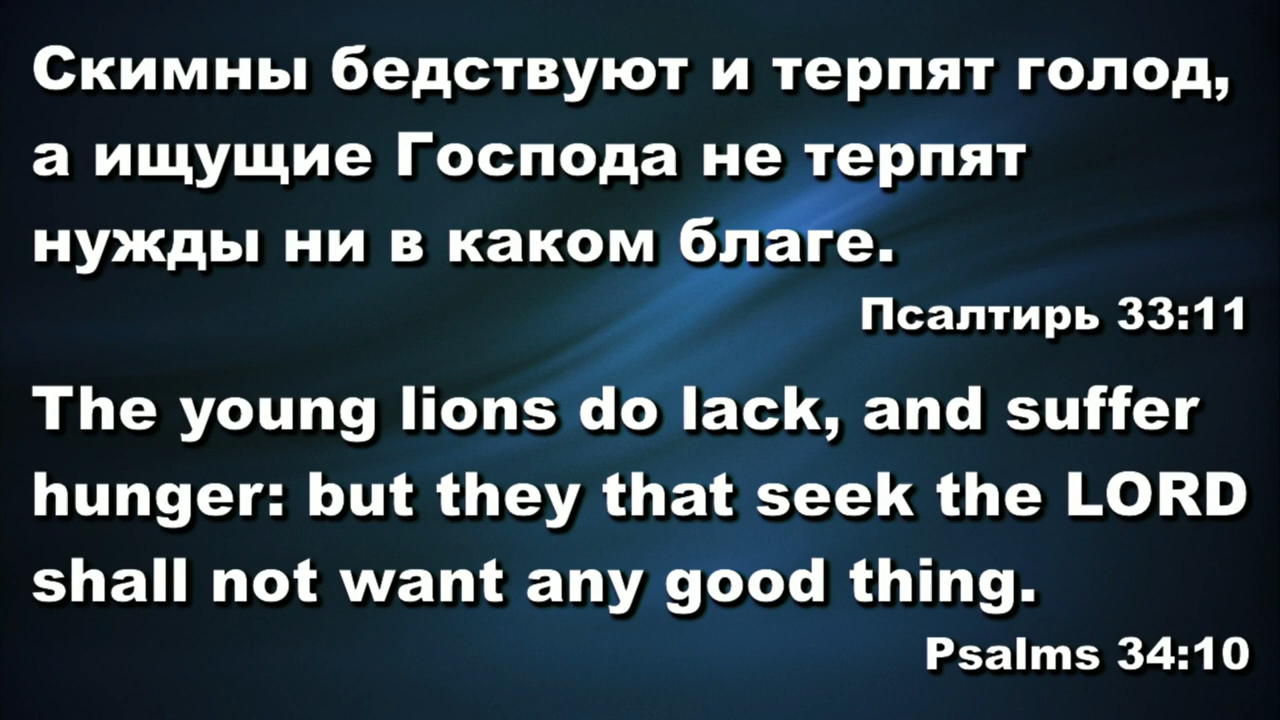 Скимны бедствуют и терпят голод,
а ищущие Господа не терпят
нужды ни в каком благе.
Псалтирь 33:11
The young lions do lack, and suffer
hunger: but they that seek the LORD
shall not want any good thing.
Psalms 34:10